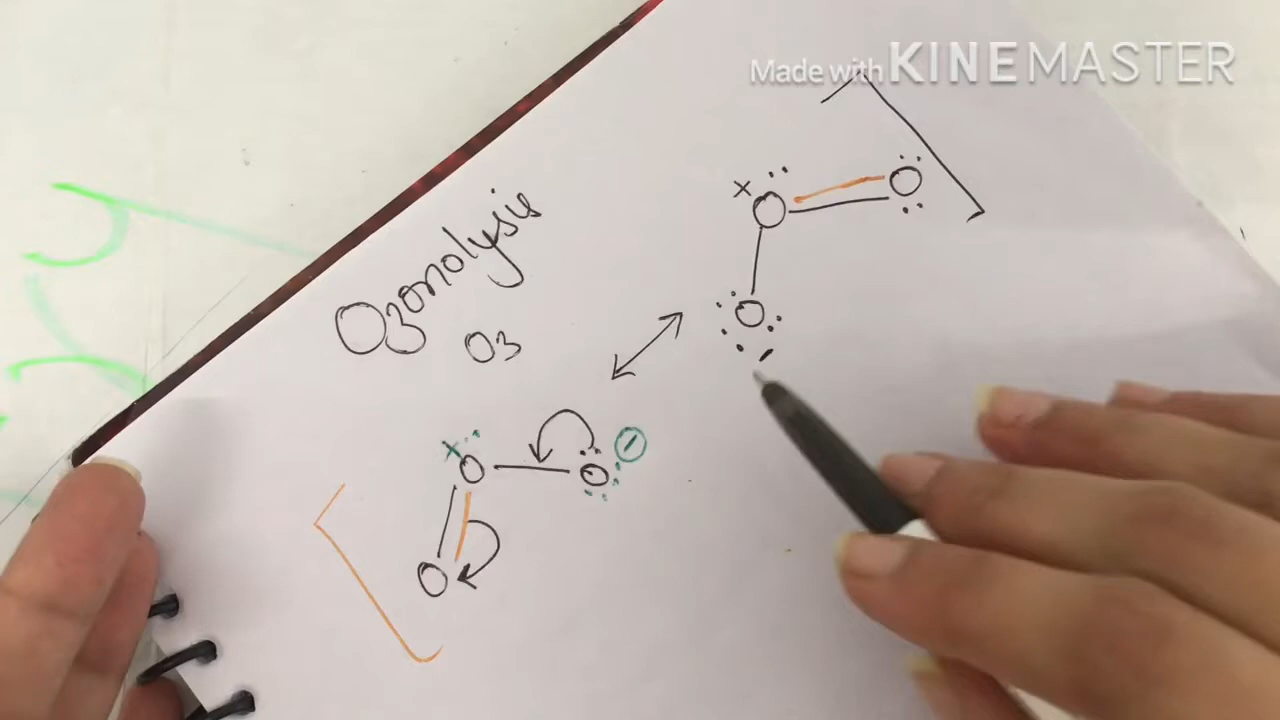 Made with KINEMASTER
Ozonolysis
O3
+ O O
O
O O −
+
O